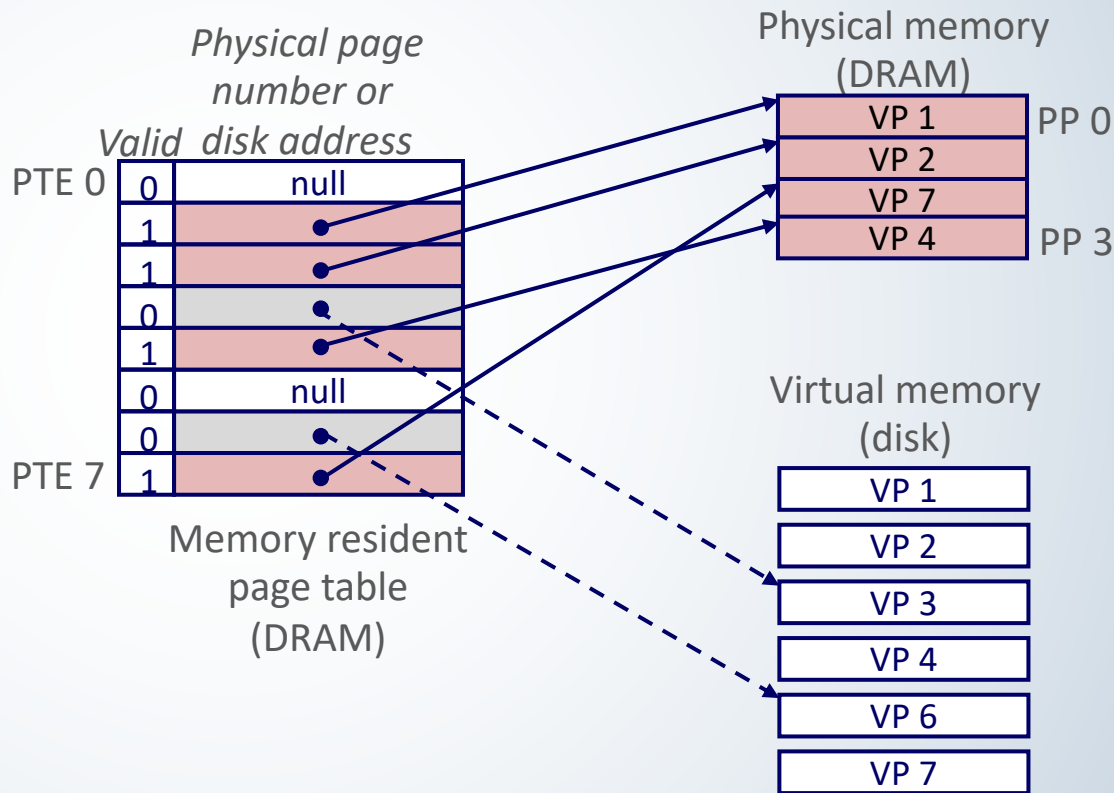 Physical page
number or
Valid disk address
PTE 0 0 null
1
1
0
1
0 null
0
PTE 7 1
Memory resident
page table
(DRAM)
Physical memory
(DRAM)
VP 1 PP 0
VP 2
VP 7
VP 4 PP 3
Virtual memory
(disk)
VP 1
VP 2
VP 3
VP 4
VP 6
VP 7